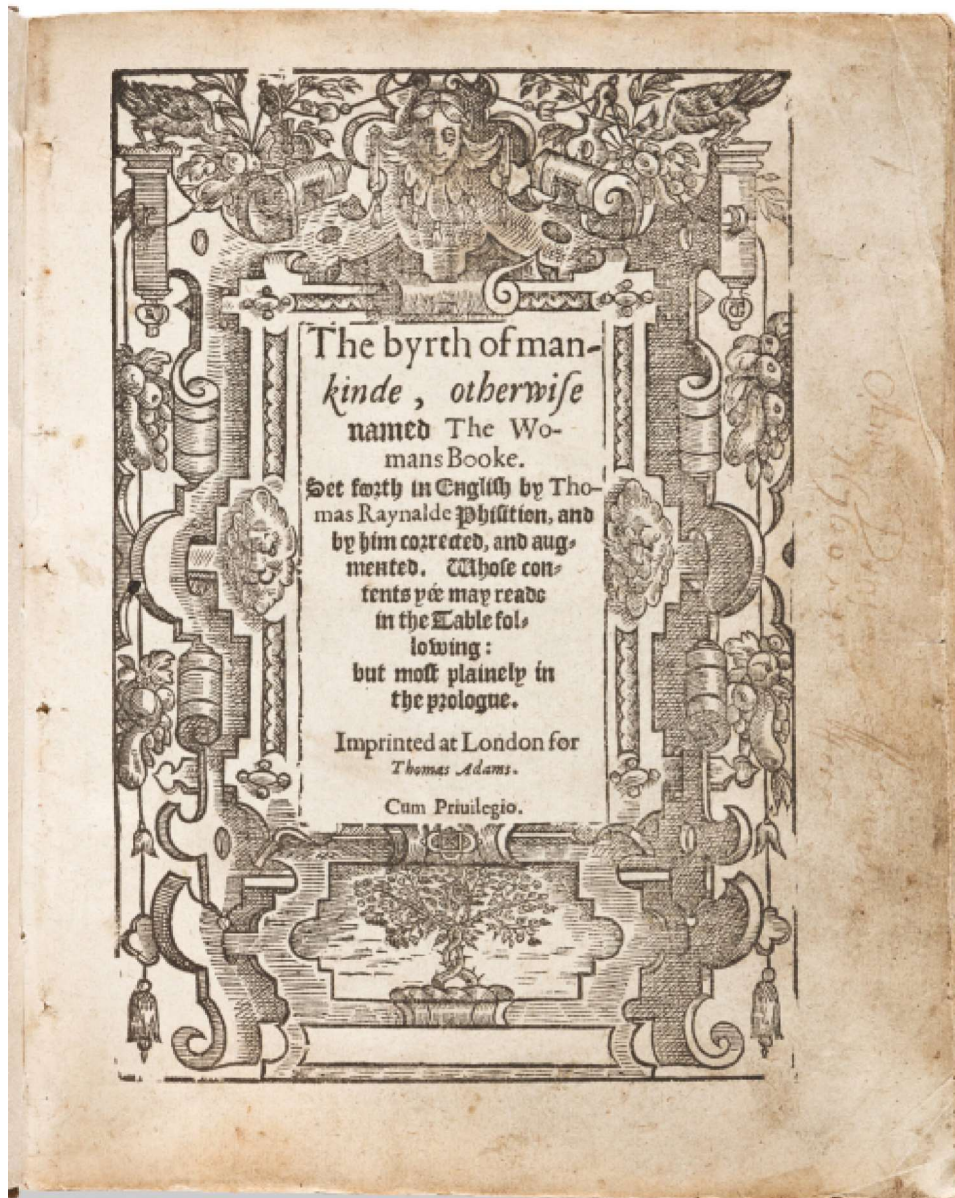 The byrth of man-
kinde, otherwiſe
named The Wo-
mans Booke.
Set foorth in Engliſh by Tho-
mas Raynalde Phiſition, and
by him corrected, and aug-
mented. Whoſe con-
tents yée may reade
in the Table fol-
lowing:
but moſt plainely in
the prologue.
Imprinted at London for
Thomas Adams.
Cum Priuilegio.